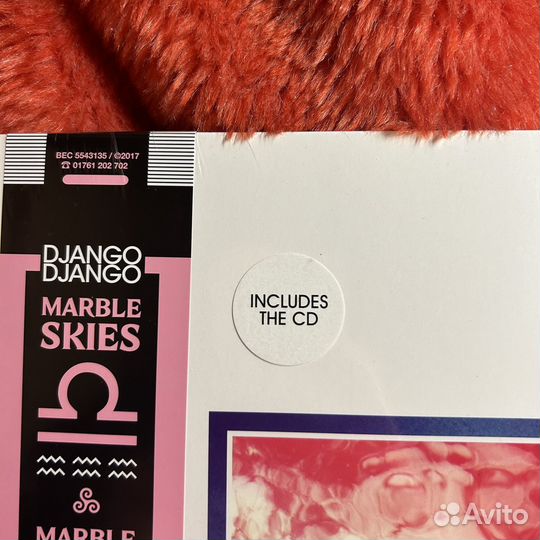 BEC 5543135 / ©2017
☎ 01761 202 702
DJANGO
DJANGO
MARBLE
SKIES
&
MARBLE
INCLUDES
THE CD
Avito